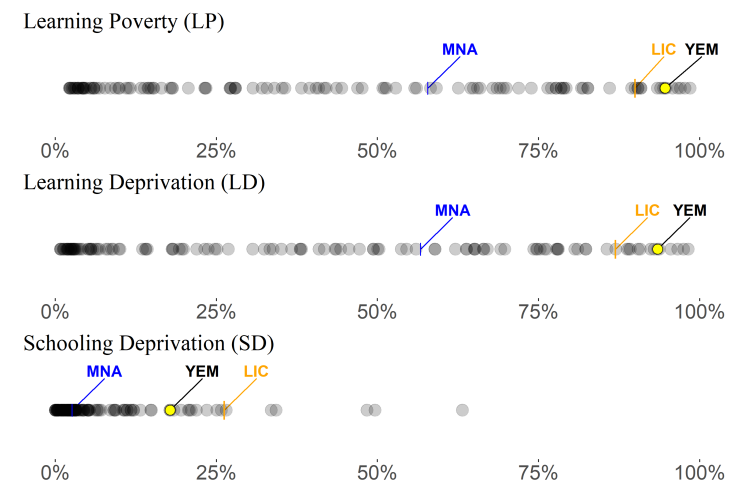 Learning Poverty (LP)
MNA LIC YEM
0% 25% 50% 75% 100%
Learning Deprivation (LD)
MNA LIC YEM
0% 25% 50% 75% 100%
Schooling Deprivation (SD)
MNA YEM LIC
0% 25% 50% 75% 100%